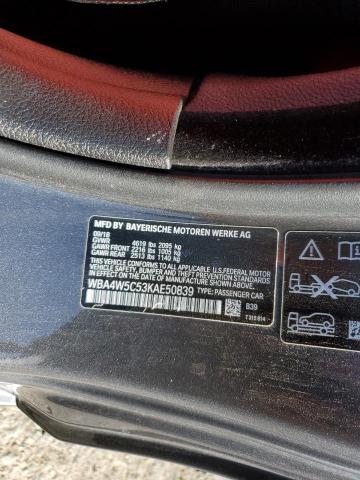 MFD BY BAYERISCHE MOTOREN WERKE AG
09/18
GVWR 4619 lbs 2095 kg
GAWR FRONT 2216 lbs 1005 kg
GAWR REAR 2513 lbs 1140 kg
THIS VEHICLE CONFORMS TO ALL APPLICABLE U.S. FEDERAL MOTOR
VEHICLE SAFETY, BUMPER AND THEFT PREVENTION STANDARDS
IN EFFECT ON THE DATE OF MANUFACTURE SHOWN ABOVE.
WBA4W5C53KAE50839 TYPE: PASSENGER CAR
839